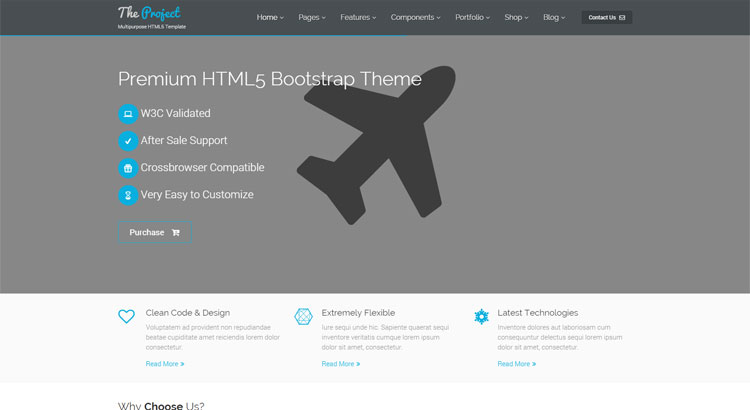 The Project
Multipurpose HTML5 Template
Home Pages Features Components Portfolio Shop Blog Contact Us
Premium HTML5 Bootstrap Theme
W3C Validated
After Sale Support
Crossbrowser Compatible
Very Easy to Customize
Purchase
Clean Code & Design
Voluptatem ad provident non repudiandae
beatae cupiditate amet reiciendis lorem dolor
consectetur.
Read More »
Extremely Flexible
Iure sequi unde hic. Sapiente quaerat sequi
inventore veritatis cumque lorem ipsum
dolor sit amet, consectetur.
Read More »
Latest Technologies
Inventore dolores aut laboriosam cum
consequuntur delectus sequi lorem ipsum
dolor sit amet, consectetur.
Read More »
Why Choose Us?